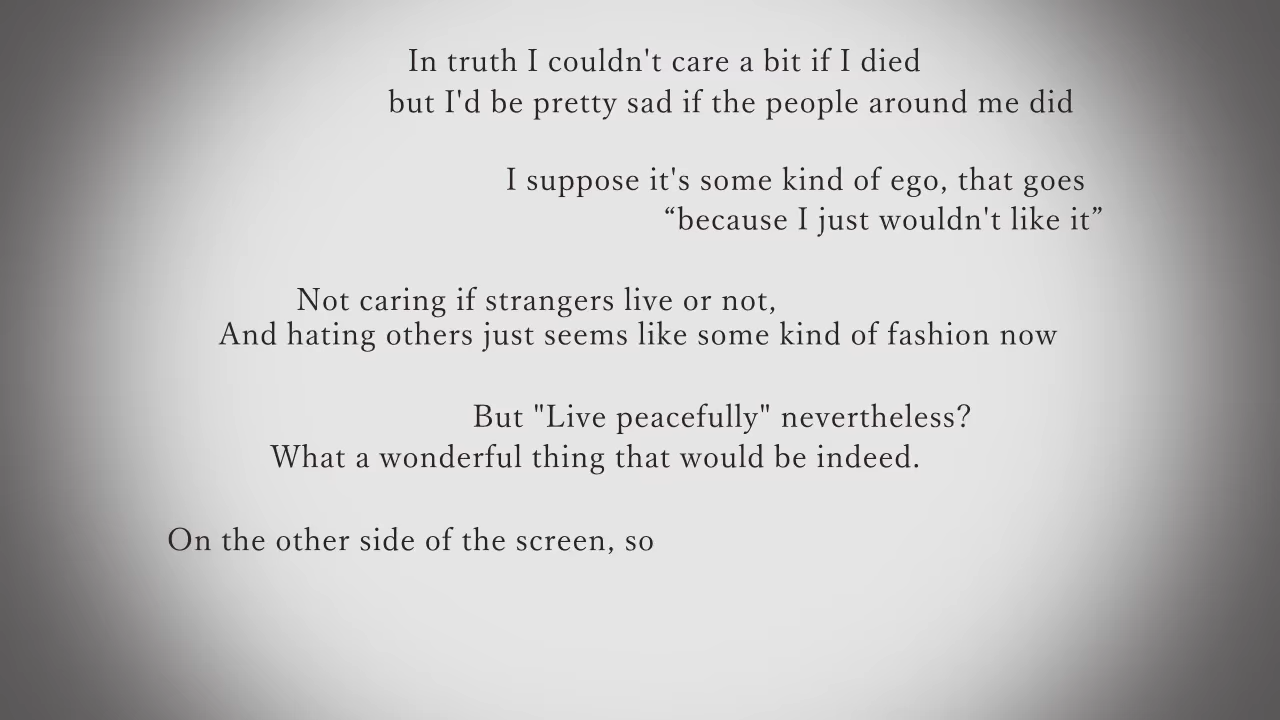 In truth I couldn't care a bit if I died
but I'd be pretty sad if the people around me did
I suppose it's some kind of ego, that goes
“because I just wouldn't like it”
Not caring if strangers live or not,
And hating others just seems like some kind of fashion now
But "Live peacefully" nevertheless?
What a wonderful thing that would be indeed.
On the other side of the screen, so